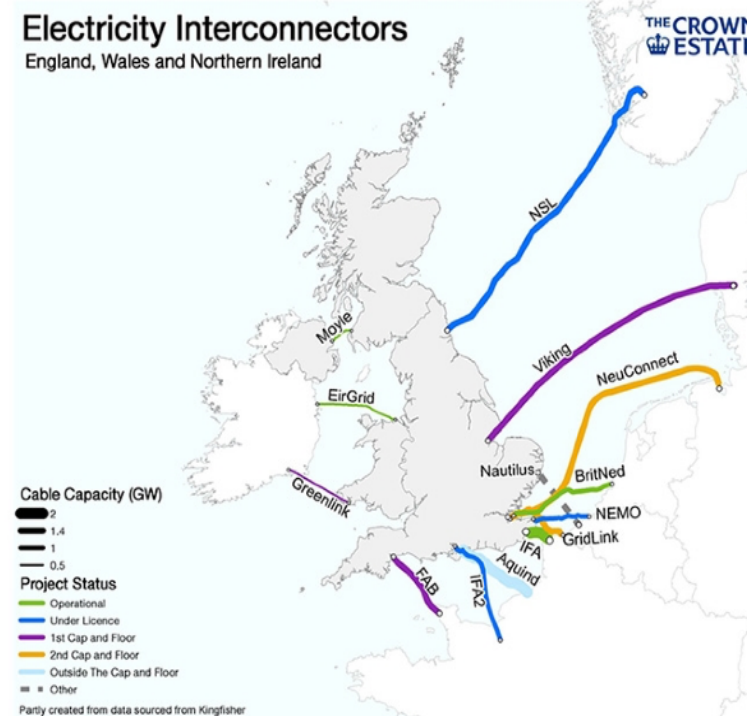 Electricity Interconnectors
England, Wales and Northern Ireland
THE CROWN
ESTATE
NSL
Moyle
Viking
NeuConnect
EirGrid
Nautilus
BritNed
Greenlink
NEMO
GridLink
IFA
Aquind
FAB
IFA2
Cable Capacity (GW)
2
1.4
1
0.5
Project Status
Operational
Under Licence
1st Cap and Floor
2nd Cap and Floor
Outside The Cap and Floor
Other
Partly created from data sourced from Kingfisher